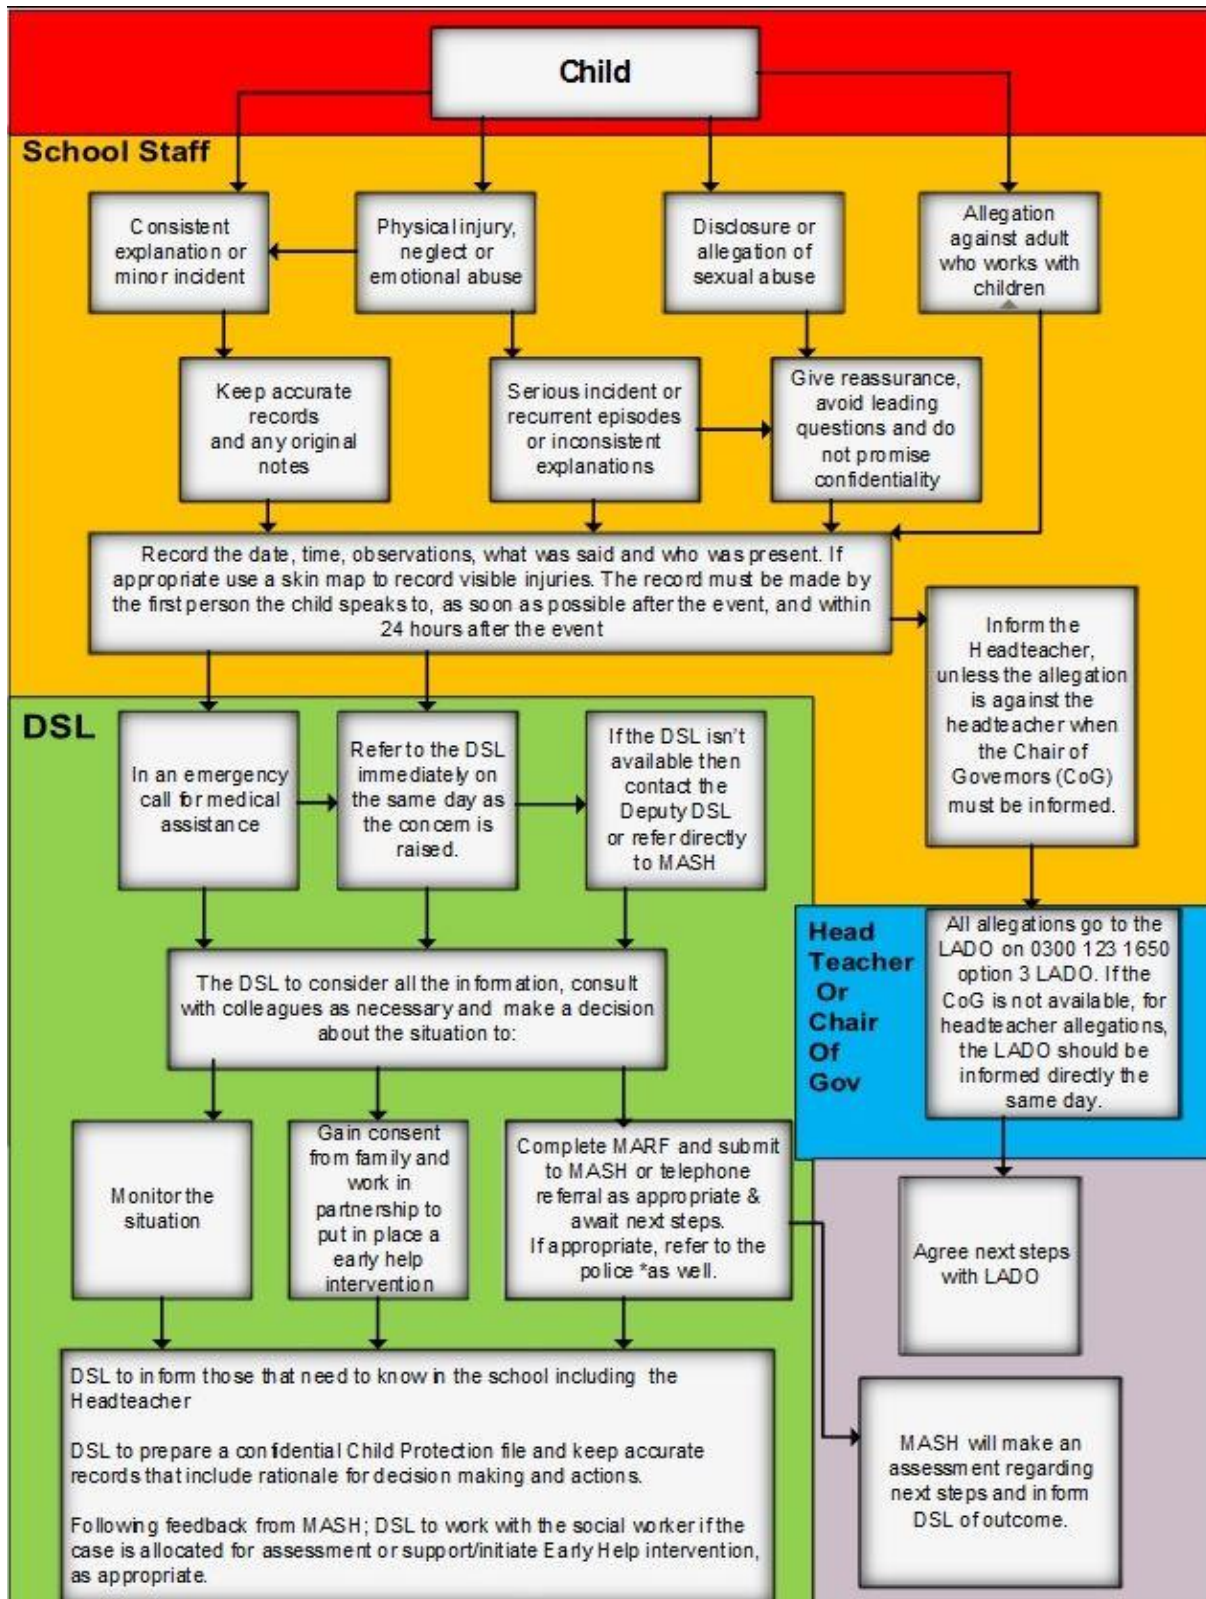 Child
School Staff
Consistent
explanation or
minor incident
Physical injury,
neglect or
emotional abuse
Disclosure or
allegation of
sexual abuse
Allegation
against adult
who works with
children
Keep accurate
records
and any original
notes
Serious incident or
recurrent episodes
or inconsistent
explanations
Give reassurance,
avoid leading
questions and do
not promise
confidentiality
Record the date, time, observations, what was said and who was present. If
appropriate use a skin map to record visible injuries. The record must be made by
the first person the child speaks to, as soon as possible after the event, and within
24 hours after the event
Inform the
Headteacher,
unless the allegation
is against the
headteacher when
the Chair of
Governors (CoG)
must be informed.
DSL
In an emergency
call for medical
assistance
Refer to the DSL
immediately on
the same day as
the concern is
raised.
If the DSL isn't
available then
contact the
Deputy DSL
or refer directly
to MASH
Head
Teacher
Or
Chair
Of
Gov
All allegations go to the
LADO on 0300 123 1650
option 3 LADO. If the
CoG is not available, for
headteacher allegations,
the LADO should be
informed directly the
same day.
The DSL to consider all the information, consult
with colleagues as necessary and make a decision
about the situation to:
Monitor the
situation
Gain consent
from family and
work in
partnership to
put in place a
early help
intervention
Complete MARF and submit
to MASH or telephone
referral as appropriate &
await next steps.
If appropriate, refer to the
police *as well.
Agree next steps
with LADO
DSL to inform those that need to know in the school including the
Headteacher
DSL to prepare a confidential Child Protection file and keep accurate
records that include rationale for decision making and actions.
Following feedback from MASH; DSL to work with the social worker if the
case is allocated for assessment or support/initiate Early Help intervention,
as appropriate.
MASH will make an
assessment regarding
next steps and inform
DSL of outcome.